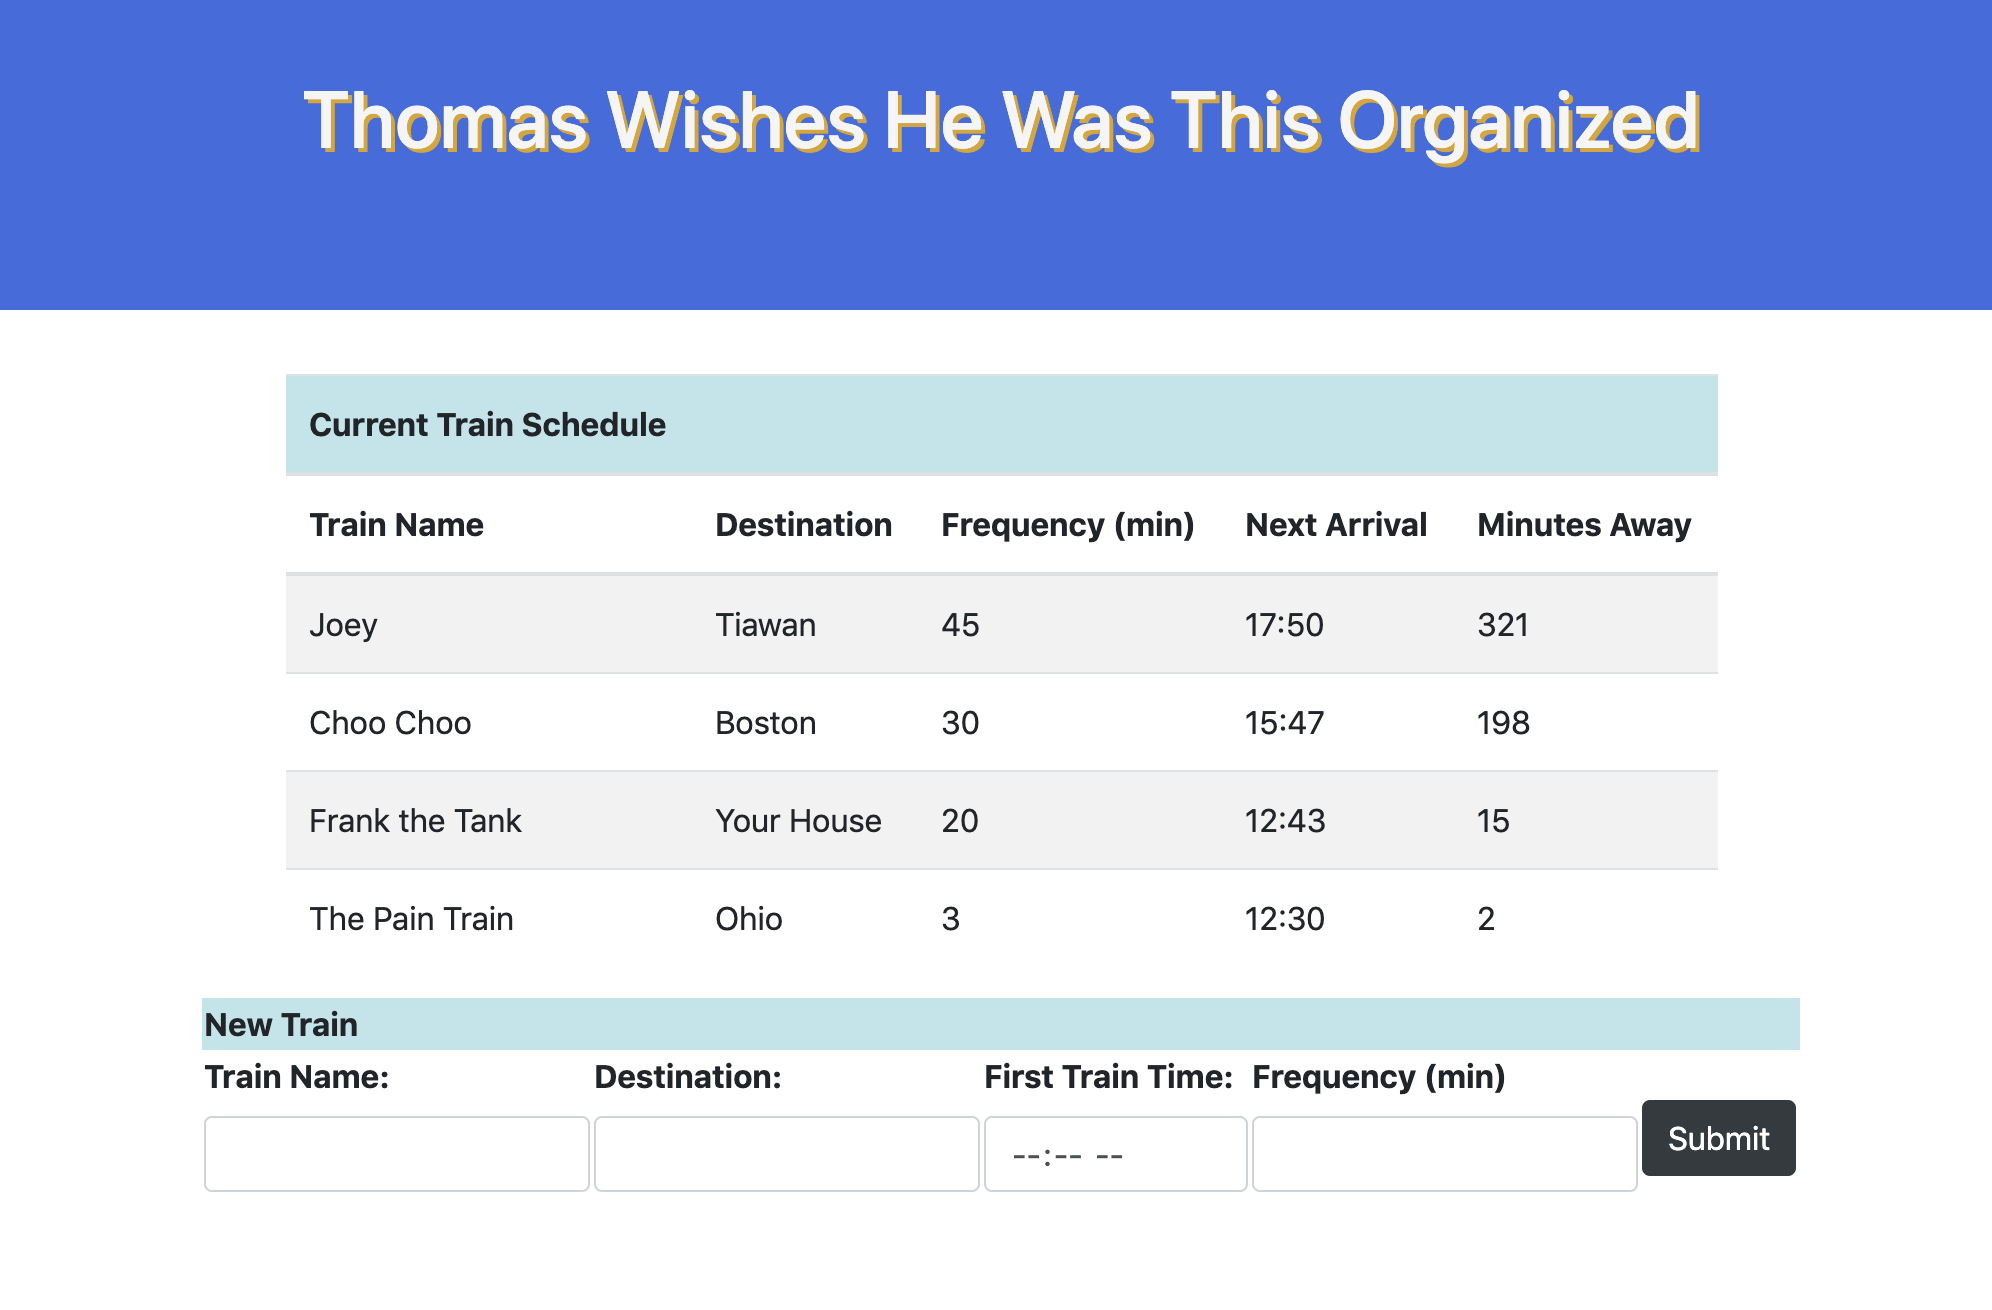 Thomas Wishes He Was This Organized
Current Train Schedule
Train Name Destination Frequency (min) Next Arrival Minutes Away
Joey Tiawan 45 17:50 321
Choo Choo Boston 30 15:47 198
Frank the Tank Your House 20 12:43 15
The Pain Train Ohio 3 12:30 2
New Train
Train Name: Destination: First Train Time: Frequency (min)
--:-- -- Submit